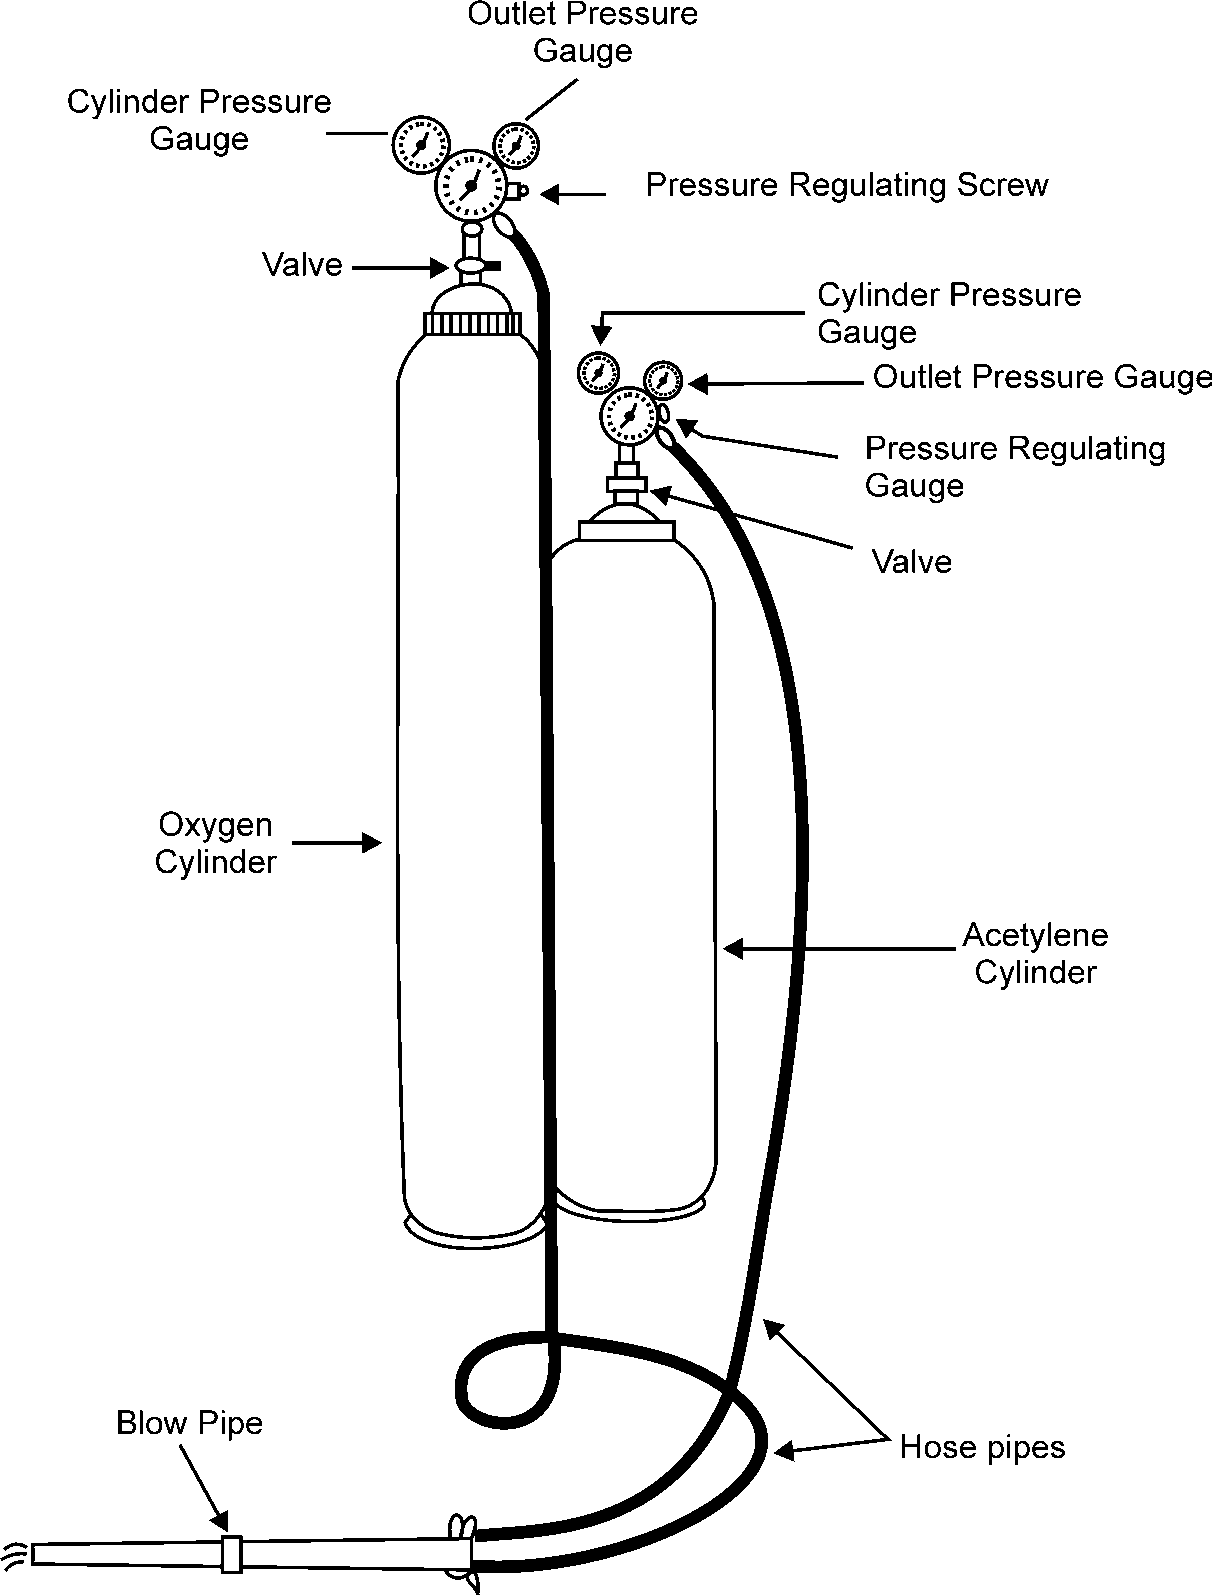 Outlet Pressure
Gauge
Cylinder Pressure
Gauge
Pressure Regulating Screw
Valve
Cylinder Pressure
Gauge
Outlet Pressure Gauge
Pressure Regulating
Gauge
Valve
Oxygen
Cylinder
Acetylene
Cylinder
Blow Pipe
Hose pipes